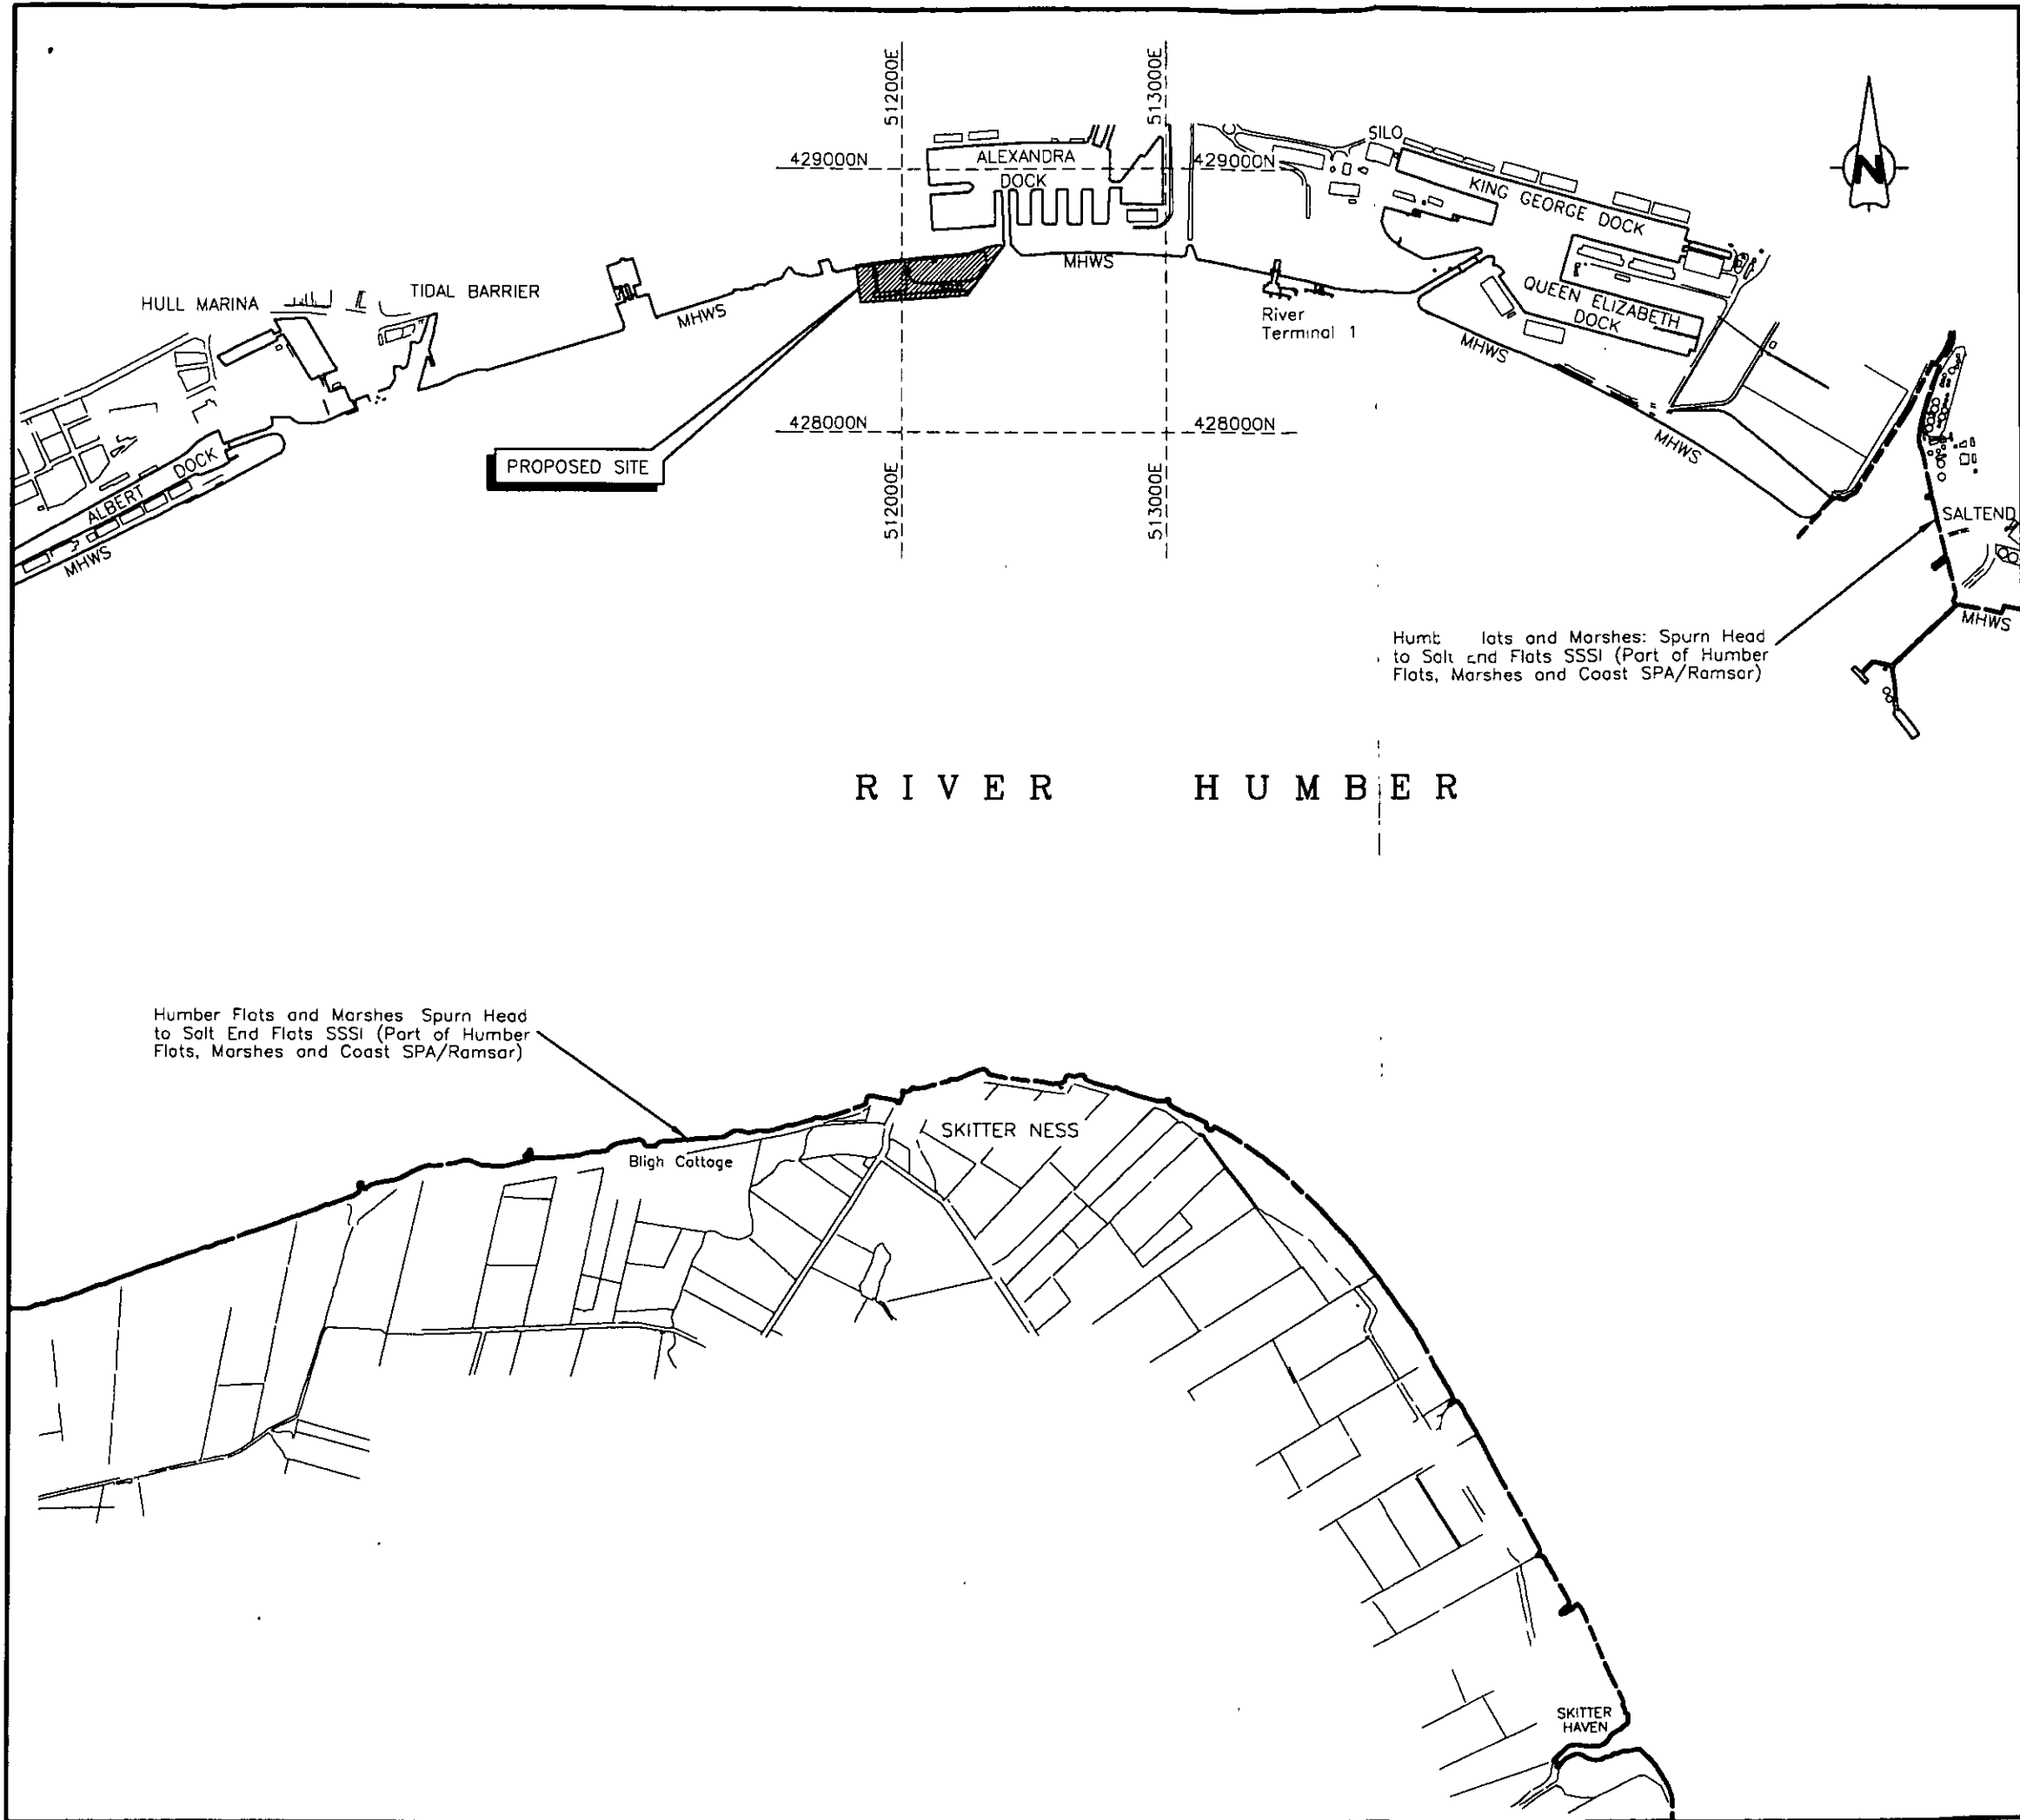 512000E
513000E
SILO
429000N
ALEXANDRA
DOCK
429000N
N
KING GEORGE DOCK
MHWS
HULL MARINA
TIDAL BARRIER
MHWS
River
Terminal 1
QUEEN ELIZABETH
DOCK
MHWS
428000N
428000N
MHWS
PROPOSED SITE
512000E
513000E
ALBERT DOCK
MHWS
SALTEND
MHWS
lats and Marshes: Spurn Head
to Salt End Flats SSSI (Part of Humber
Flats, Marshes and Coast SPA/Ramsar)
RIVER HUMBER
Humber Flats and Marshes Spurn Head
to Salt End Flats SSSI (Part of Humber
Flats, Marshes and Coast SPA/Ramsar)
SKITTER NESS
Bligh Cottage
SKITTER
HAVEN